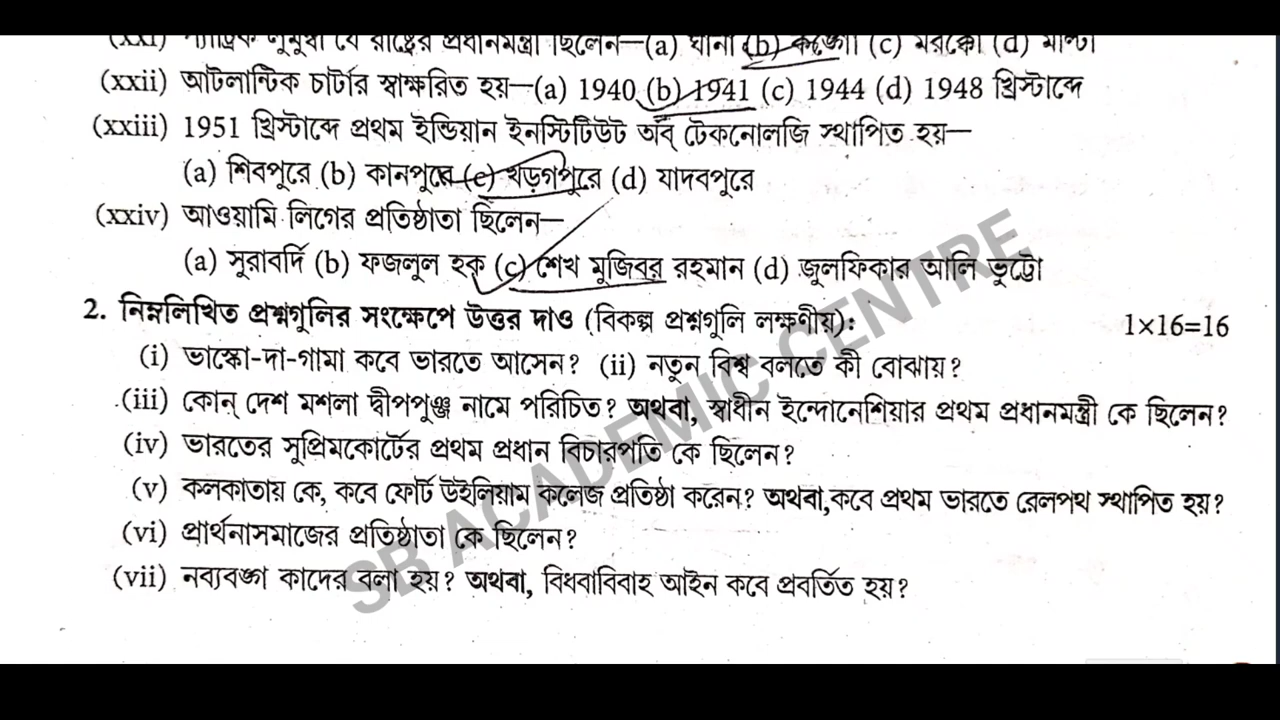 (xxi) প্যাট্রিক লুমুম্বা যে রাষ্ট্রের প্রধানমন্ত্রী ছিলেন—(a) ঘানা (b) কঙ্গো (c) মরক্কো (d) মাল্টা
(xxii) আটলান্টিক চার্টার স্বাক্ষরিত হয়—(a) 1940 (b) 1941 (c) 1944 (d) 1948 খ্রিস্টাব্দে
(xxiii) 1951 খ্রিস্টাব্দে প্রথম ইন্ডিয়ান ইনস্টিটিউট অব্ টেকনোলজি স্থাপিত হয়—
(a) শিবপুরে (b) কানপুরে (c) খড়গপুরে (d) যাদবপুরে
(xxiv) আওয়ামি লিগের প্রতিষ্ঠাতা ছিলেন—
(a) সুরাবর্দি (b) ফজলুল হক (c) শেখ মুজিবর রহমান (d) জুলফিকার আলি ভুট্টো
2. নিম্নলিখিত প্রশ্নগুলির সংক্ষেপে উত্তর দাও (বিকল্প প্রশ্নগুলি লক্ষণীয়): 1×16=16
(i) ভাস্কো-দা-গামা কবে ভারতে আসেন? (ii) নতুন বিশ্ব বলতে কী বোঝায়?
(iii) কোন্ দেশ মশলা দ্বীপপুঞ্জ নামে পরিচিত? অথবা, স্বাধীন ইন্দোনেশিয়ার প্রথম প্রধানমন্ত্রী কে ছিলেন?
(iv) ভারতের সুপ্রিমকোর্টের প্রথম প্রধান বিচারপতি কে ছিলেন?
(v) কলকাতায় কে, কবে ফোর্ট উইলিয়াম কলেজ প্রতিষ্ঠা করেন? অথবা, কবে প্রথম ভারতে রেলপথ স্থাপিত হয়?
(vi) প্রার্থনাসমাজের প্রতিষ্ঠাতা কে ছিলেন?
(vii) নব্যবঙ্গ কাদের বলা হয়? অথবা, বিধবাবিবাহ আইন কবে প্রবর্তিত হয়?
SB ACADEMIC CENTRE